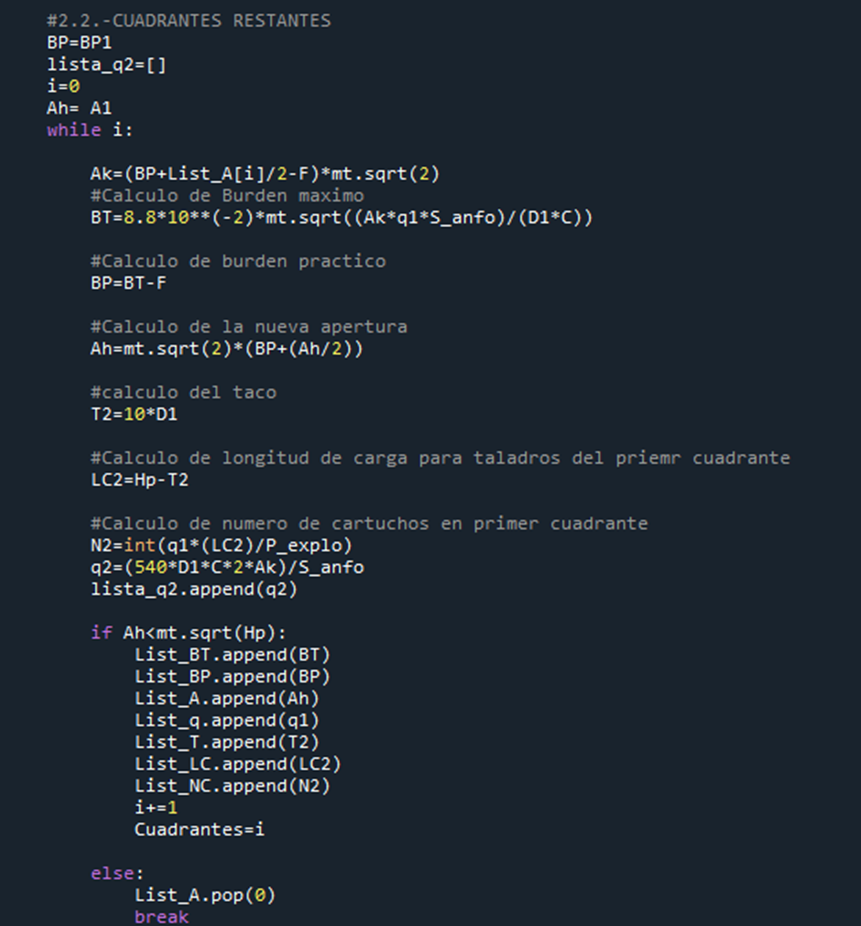 #2.2.-CUADRANTES RESTANTES
BP=BP1
lista_q2=[]
i=0
Ah= A1
while i:
Ak=(BP+List_A[i]/2-F)*mt.sqrt(2)
#Calculo de Burden maximo
BT=8.8*10**(-2)*mt.sqrt((Ak*q1*S_anfo)/(D1*C))
#Calculo de burden practico
BP=BT-F
#Calculo de la nueva apertura
Ah=mt.sqrt(2)*(BP+(Ah/2))
#calculo del taco
T2=10*D1
#Calculo de longitud de carga para taladros del priemr cuadrante
LC2=Hp-T2
#Calculo de numero de cartuchos en primer cuadrante
N2=int(q1*(LC2)/P_explo)
q2=(540*D1*C*2*Ak)/S_anfo
lista_q2.append(q2)
if Ah<mt.sqrt(Hp):
List_BT.append(BT)
List_BP.append(BP)
List_A.append(Ah)
List_q.append(q1)
List_T.append(T2)
List_LC.append(LC2)
List_NC.append(N2)
i+=1
Cuadrantes=i
else:
List_A.pop(0)
break